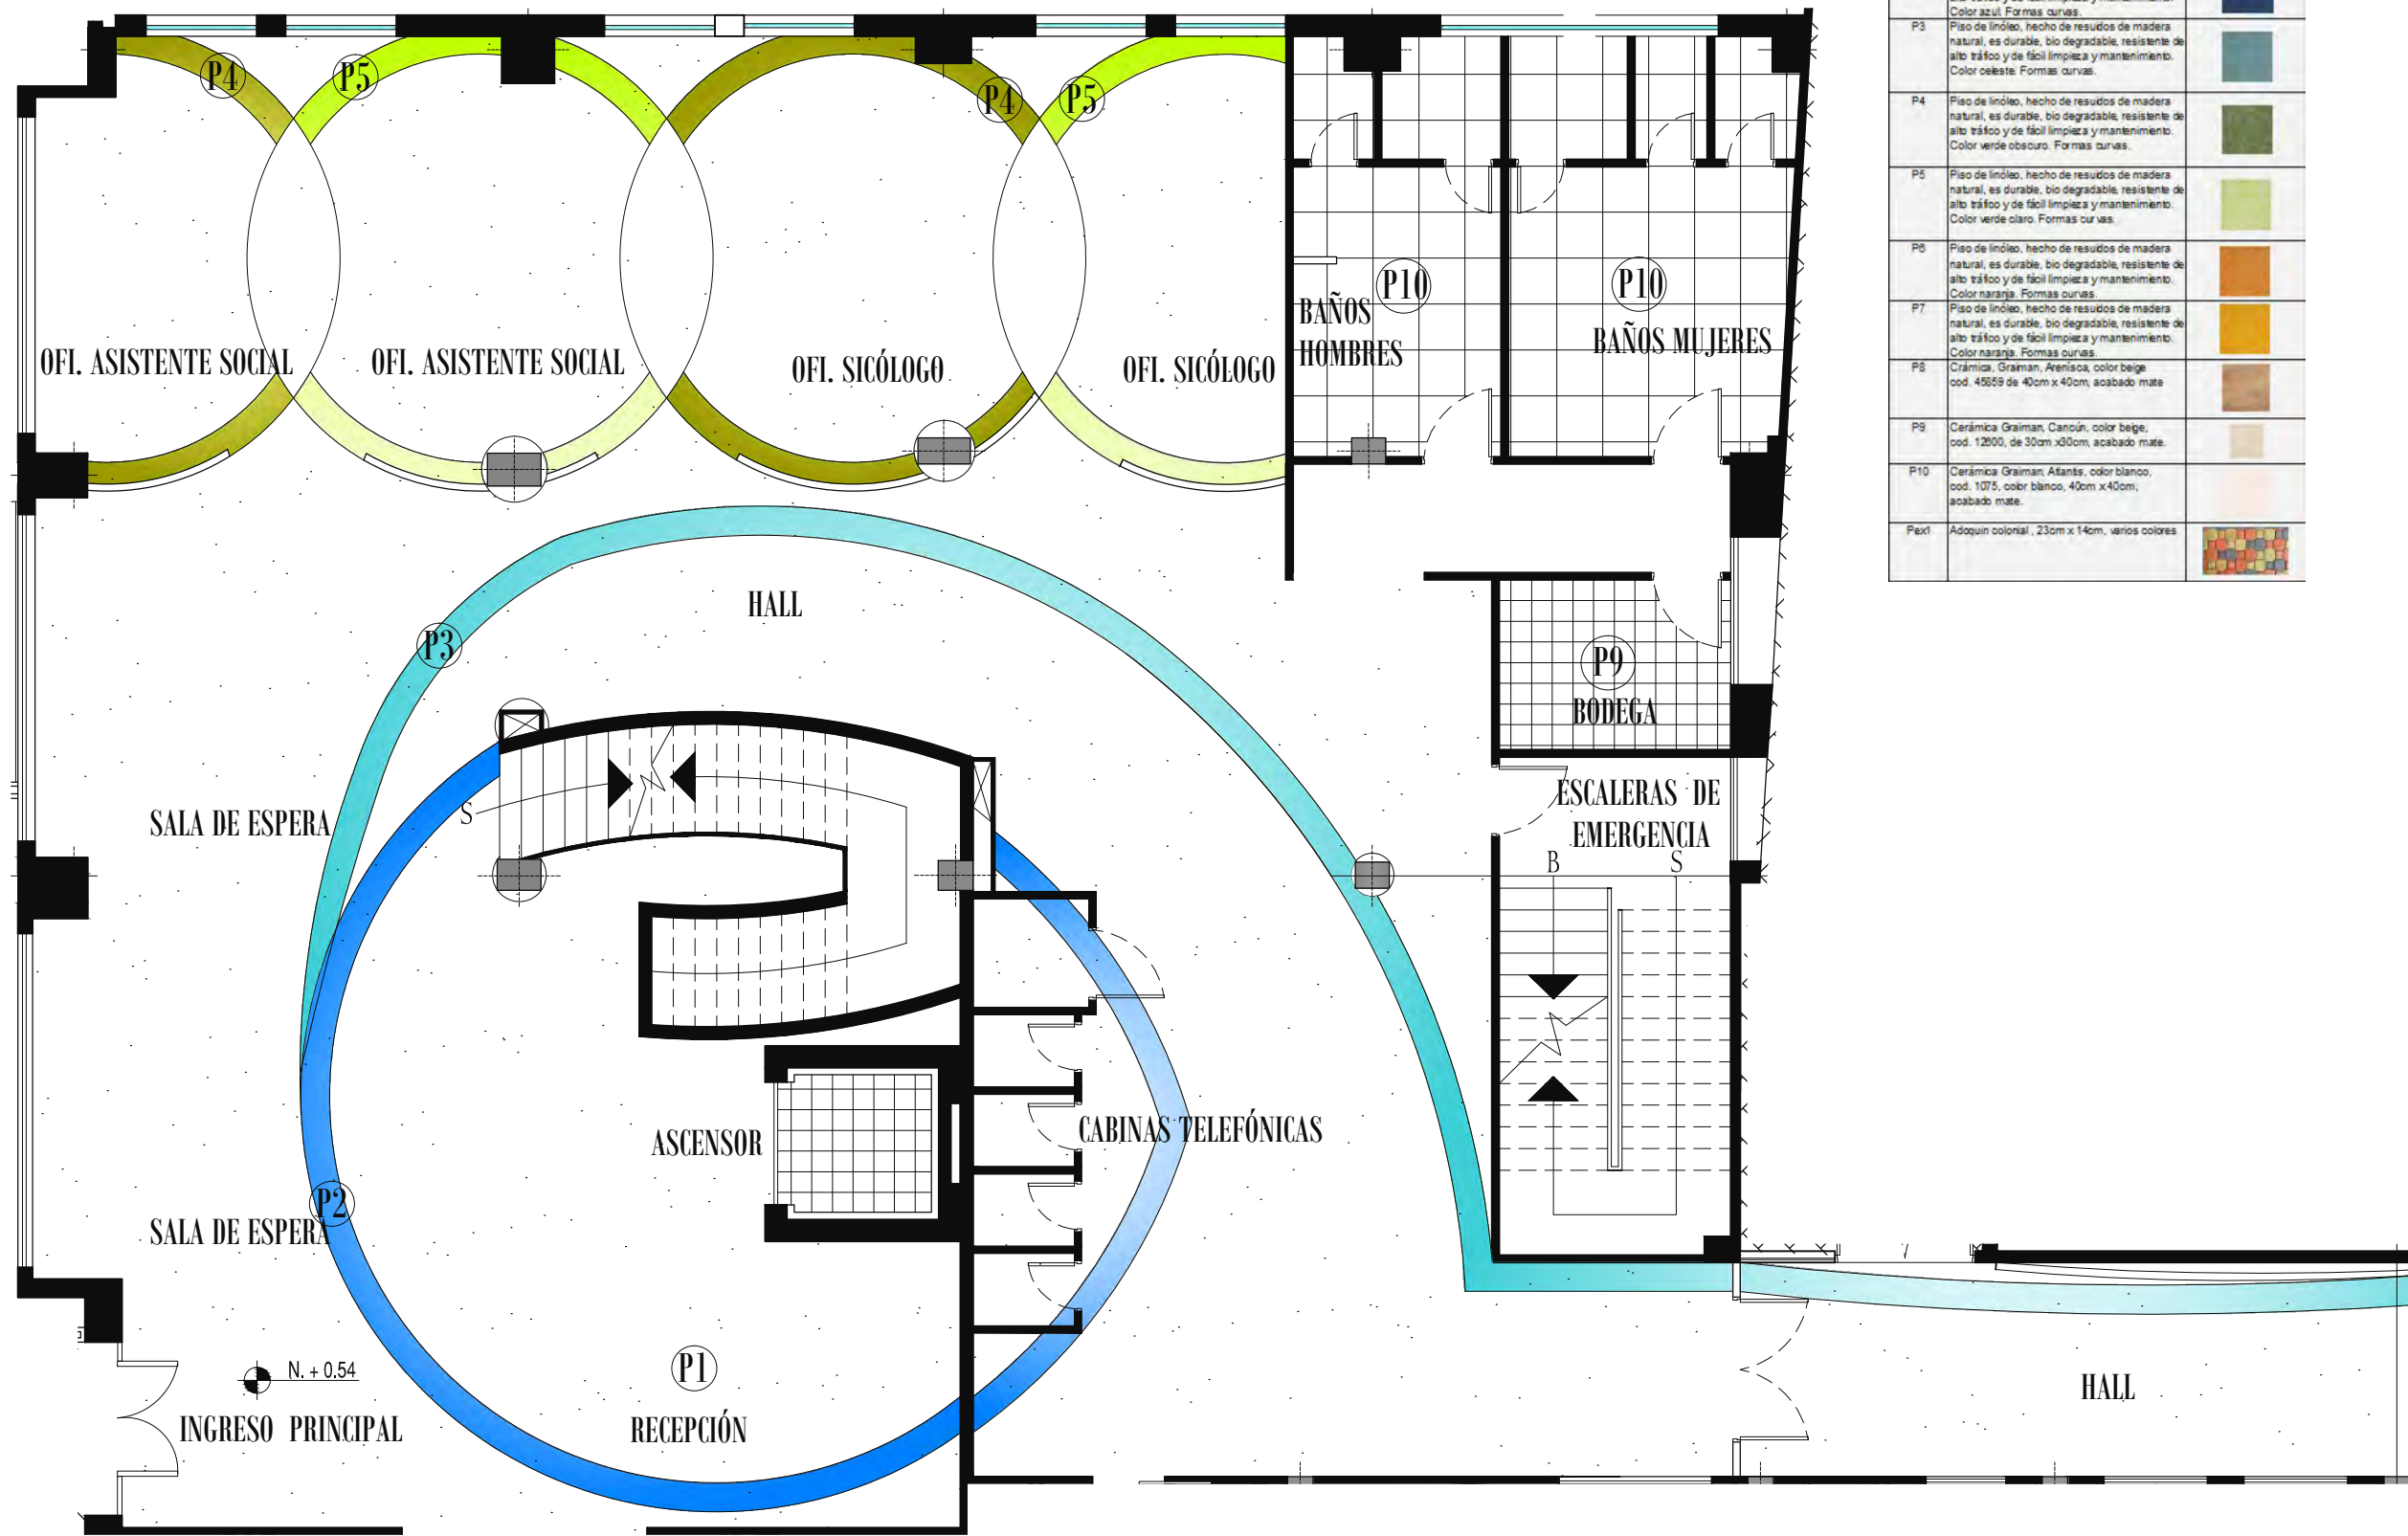 P4
P5
P4
P5
OFI. ASISTENTE SOCIAL
OFI. ASISTENTE SOCIAL
OFI. SICÓLOGO
OFI. SICÓLOGO
BAÑOS
HOMBRES
P10
P10
BAÑOS MUJERES
HALL
P3
P9
BODEGA
S
SALA DE ESPERA
ESCALERAS DE
EMERGENCIA
B
S
ASCENSOR
CABINAS TELEFÓNICAS
P2
SALA DE ESPERA
P1
RECEPCIÓN
N. + 0.54
INGRESO PRINCIPAL
HALL
Color azul. Formas curvas.
P3
Piso de linóleo, hecho de resuidos de madera
natural, es durable, bio degradable, resistente de
alto tráfico y de fácil limpieza y mantenimiento.
Color celeste. Formas curvas.
P4
Piso de linóleo, hecho de resuidos de madera
natural, es durable, bio degradable, resistente de
alto tráfico y de fácil limpieza y mantenimiento.
Color verde obscuro. Formas curvas.
P5
Piso de linóleo, hecho de resuidos de madera
natural, es durable, bio degradable, resistente de
alto tráfico y de fácil limpieza y mantenimiento.
Color verde claro. Formas curvas.
P6
Piso de linóleo, hecho de resuidos de madera
natural, es durable, bio degradable, resistente de
alto tráfico y de fácil limpieza y mantenimiento.
Color naranja. Formas curvas.
P7
Piso de linóleo, hecho de resuidos de madera
natural, es durable, bio degradable, resistente de
alto tráfico y de fácil limpieza y mantenimiento.
Color naranja. Formas curvas.
P8
Crámica, Graiman, Arenisca, color beige
cod. 45859 de 40cm x 40cm, acabado mate
P9
Cerámica Graiman, Cancún, color beige,
cod. 12600, de 30cm x30cm, acabado mate.
P10
Cerámica Graiman, Atlantis, color blanco,
cod. 1075, color blanco, 40cm x 40cm,
acabado mate.
Pex1
Adoquin colonial , 23cm x 14cm, varios colores